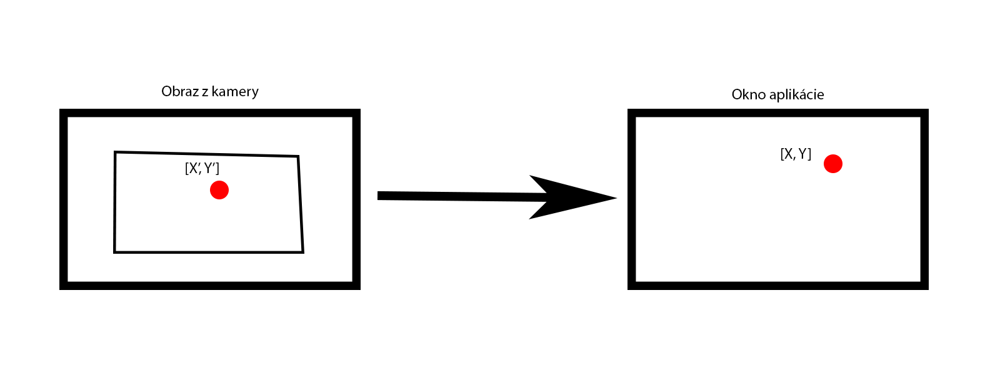 Obraz z kamery
[X’, Y’]
Okno aplikácie
[X, Y]